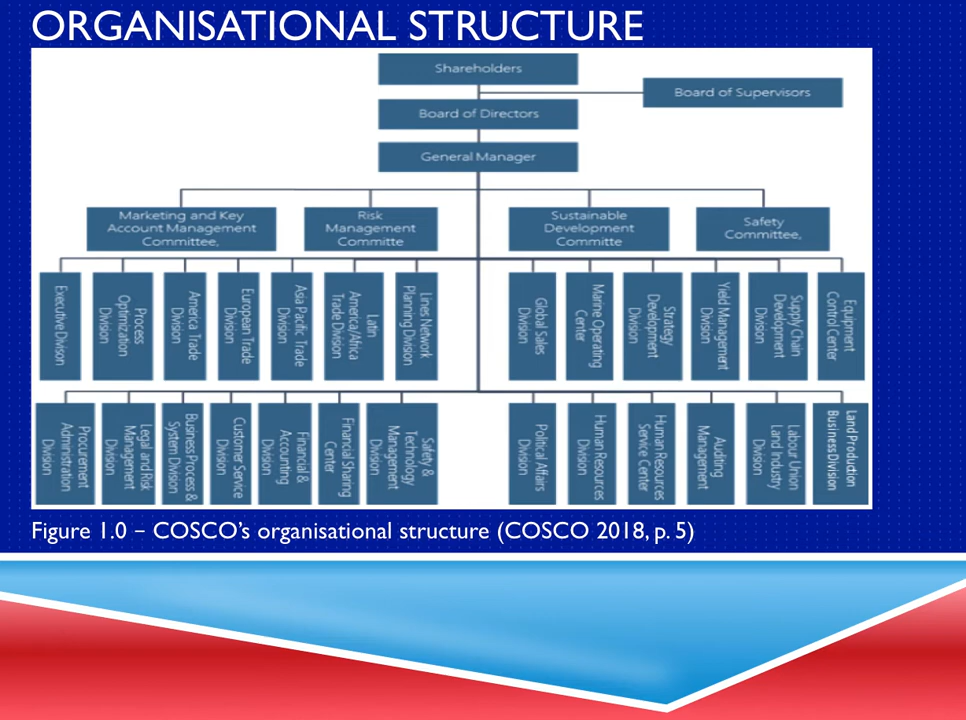 ORGANISATIONAL STRUCTURE
Shareholders
Board of Supervisors
Board of Directors
General Manager
Marketing and Key
Account Management
Committee,
Risk
Management
Committe
Sustainable
Development
Committe
Safety
Committee,
Executive Divison
Process
Optimization
Division
America Trade
Division
European Trade
Division
Asia Pacific Trade
Division
Latin
America/Africa
Trade Division
Lines Network
Planning Division
Global Sales
Division
Marine Operating
Center
Strategy
Development
Division
Yield Management
Division
Supply Chain
Development
Division
Equipment
Control Center
Procurement
Administration
Division
Legal and Risk
Management
Division
Business Process &
System Division
Customer Service
Division
Financial &
Accounting
Division
Financial Sharing
Center
Safety &
Technology
Management
Political Affairs
Division
Human Resources
Division
Human Resources
Service Center
Auditing
Management
Labour Union
Land Industry
Division
Land Production
Business Division
Figure 1.0 – COSCO's organisational structure (COSCO 2018, p. 5)